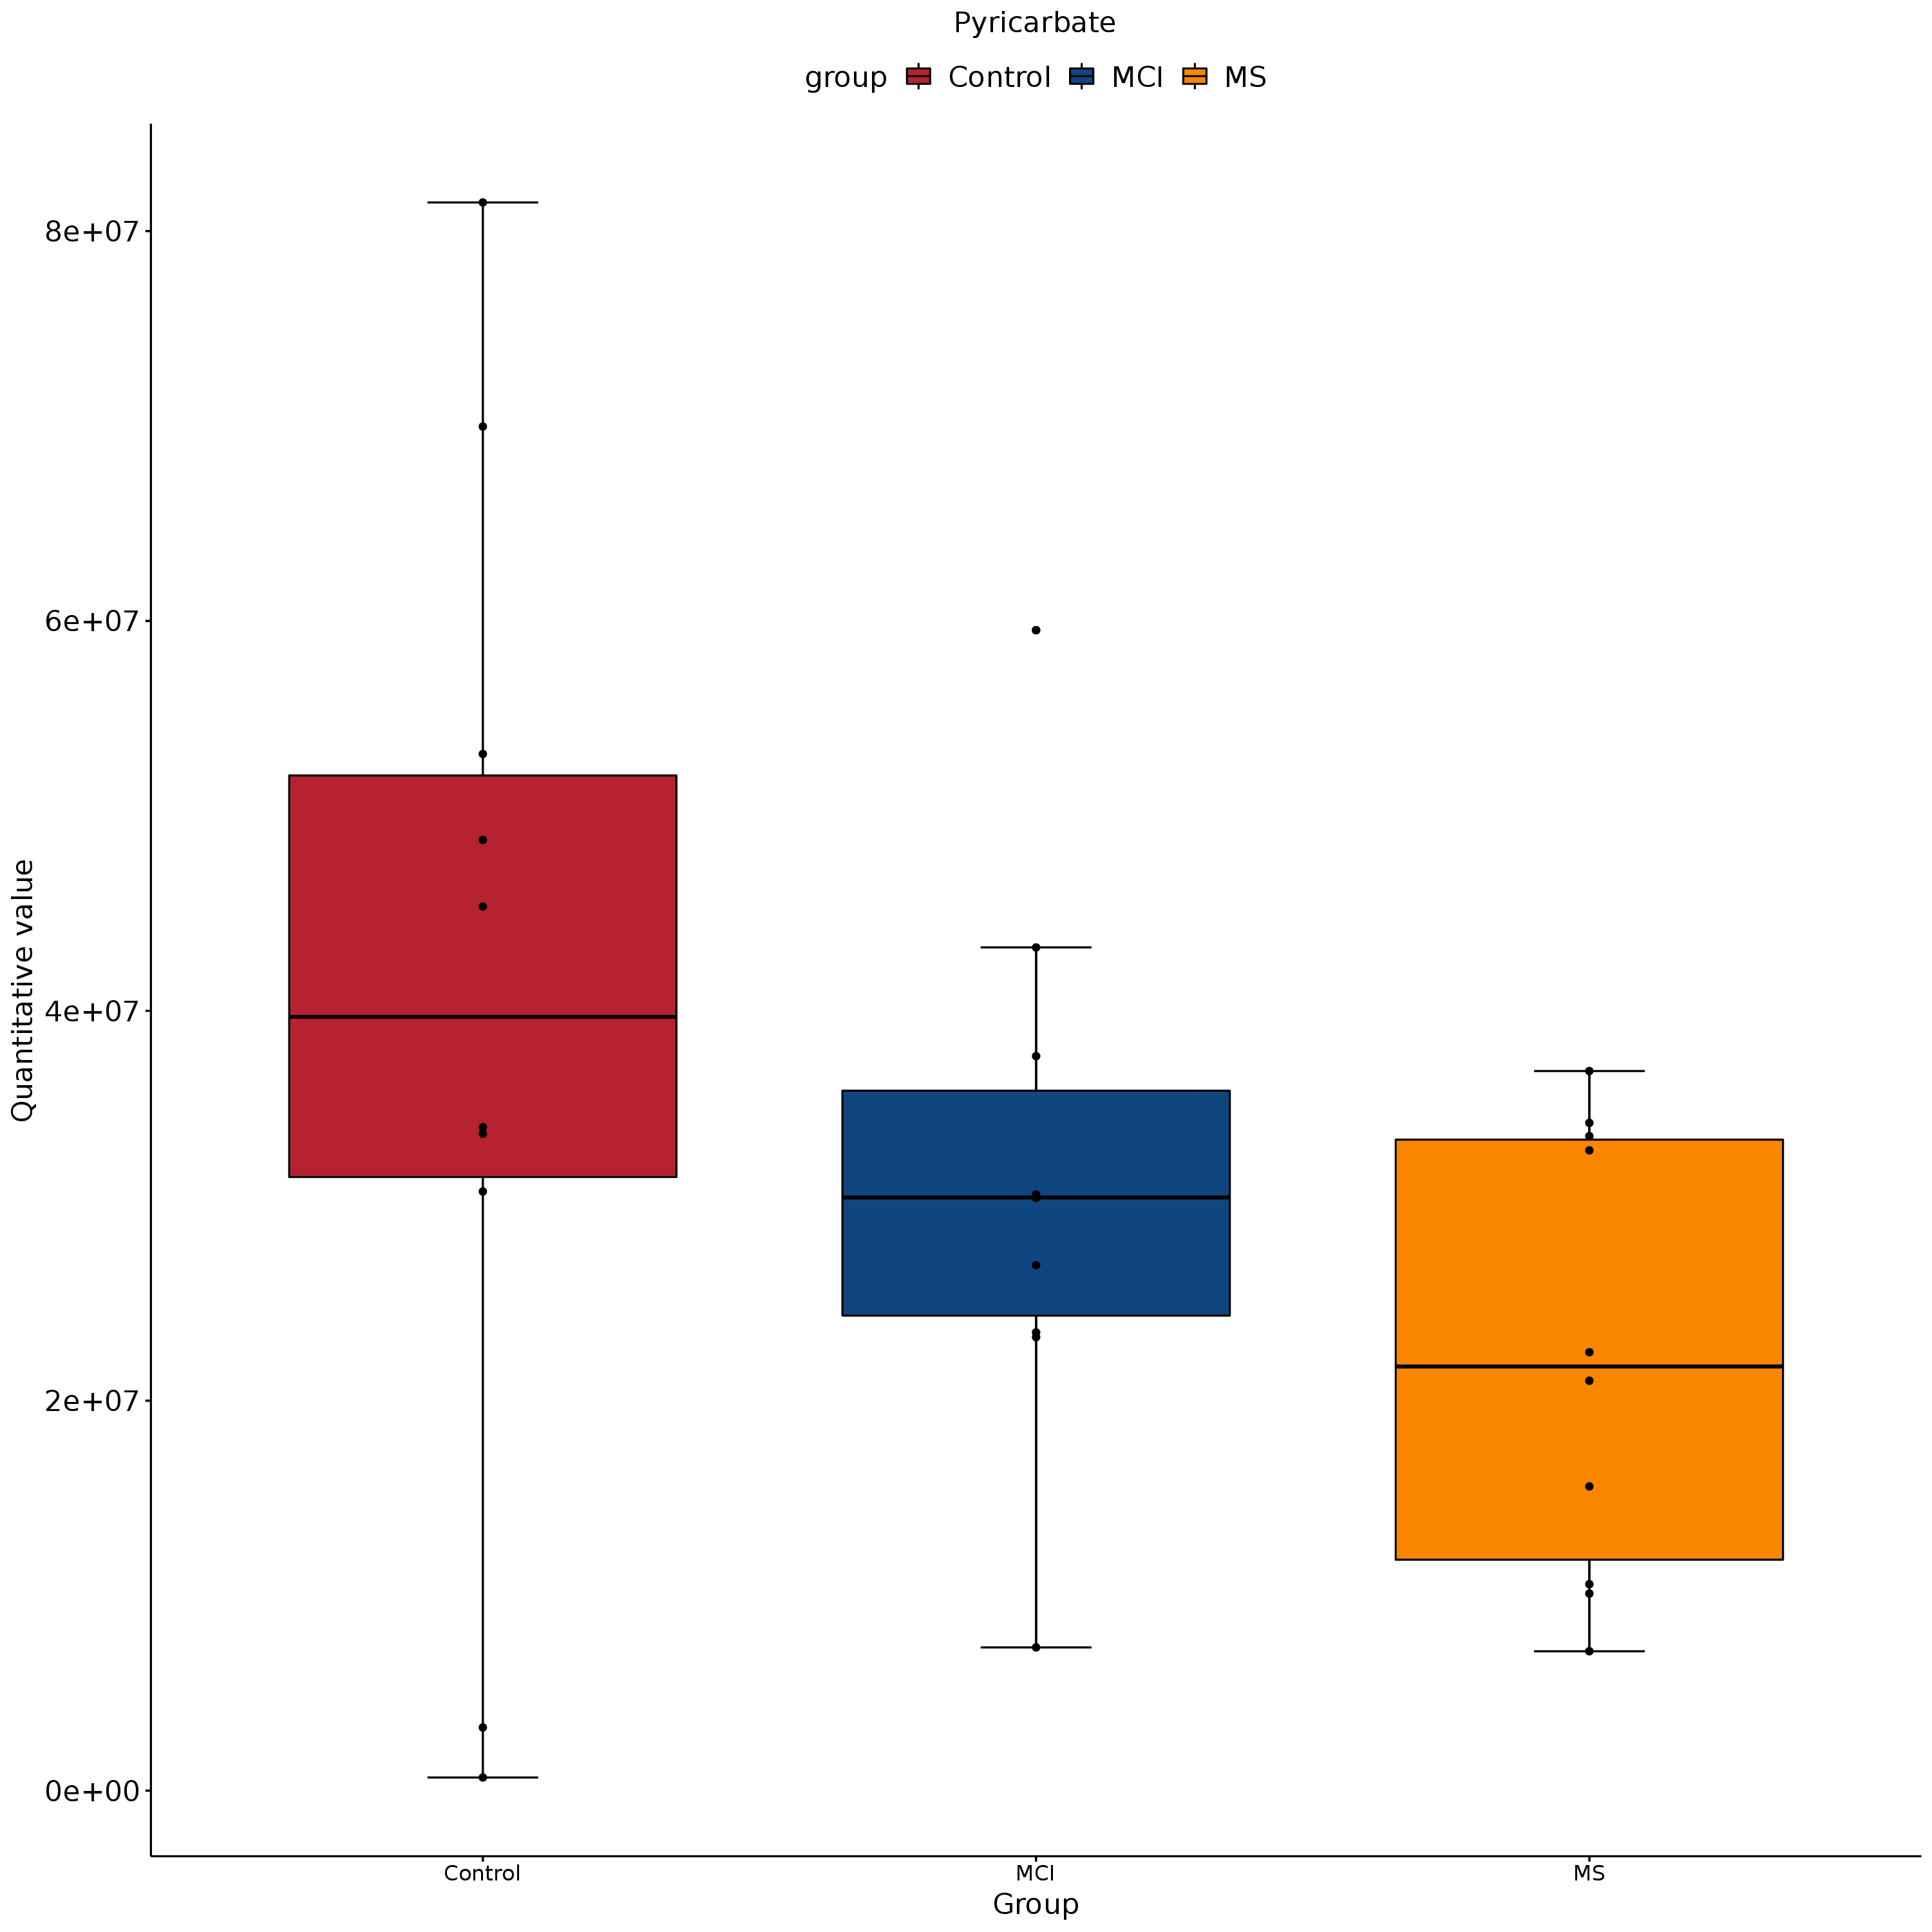 Pyricarbate
group Control MCI MS
8e+07
6e+07
4e+07
2e+07
0e+00
Quantitative value
Control MCI MS
Group